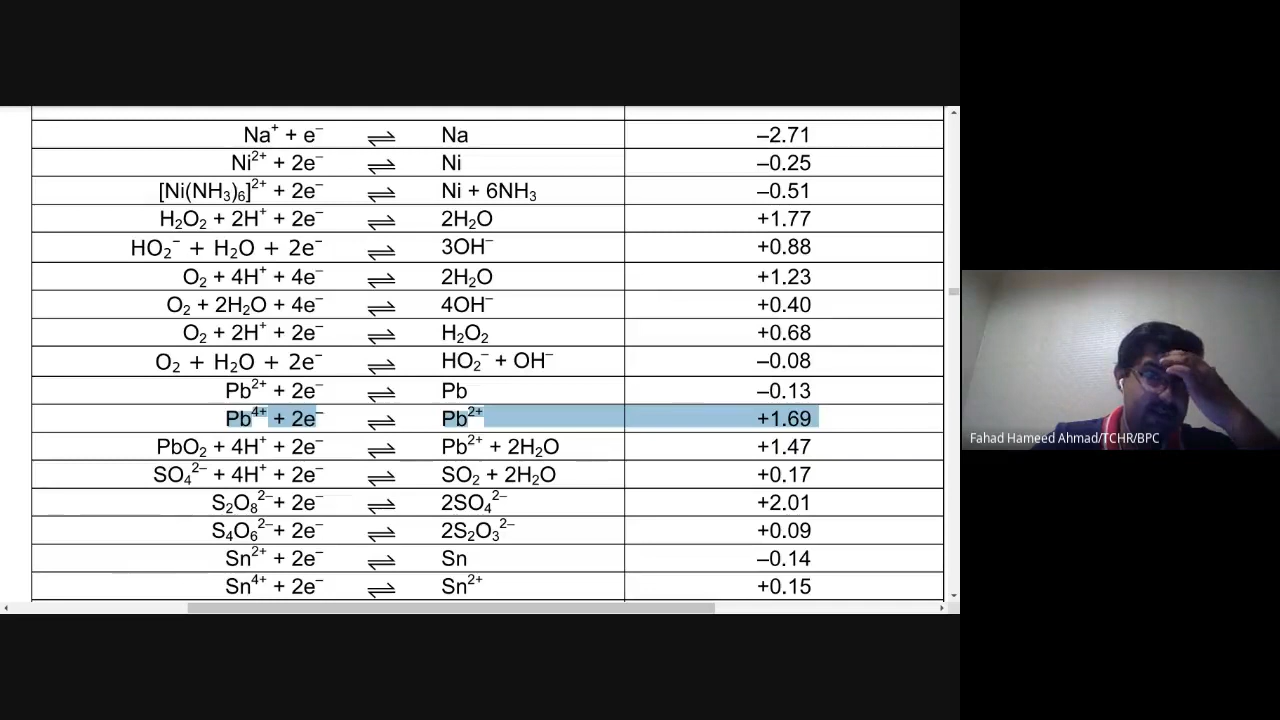 Na⁺ + e⁻ ⇌ Na –2.71
Ni²⁺ + 2e⁻ ⇌ Ni –0.25
[Ni(NH₃)₆]²⁺ + 2e⁻ ⇌ Ni + 6NH₃ –0.51
H₂O₂ + 2H⁺ + 2e⁻ ⇌ 2H₂O +1.77
HO₂⁻ + H₂O + 2e⁻ ⇌ 3OH⁻ +0.88
O₂ + 4H⁺ + 4e⁻ ⇌ 2H₂O +1.23
O₂ + 2H₂O + 4e⁻ ⇌ 4OH⁻ +0.40
O₂ + 2H⁺ + 2e⁻ ⇌ H₂O₂ +0.68
O₂ + H₂O + 2e⁻ ⇌ HO₂⁻ + OH⁻ –0.08
Pb²⁺ + 2e⁻ ⇌ Pb –0.13
Pb⁴⁺ + 2e⁻ ⇌ Pb²⁺ +1.69
PbO₂ + 4H⁺ + 2e⁻ ⇌ Pb²⁺ + 2H₂O +1.47
SO₄²⁻ + 4H⁺ + 2e⁻ ⇌ SO₂ + 2H₂O +0.17
S₂O₈²⁻ + 2e⁻ ⇌ 2SO₄²⁻ +2.01
S₄O₆²⁻ + 2e⁻ ⇌ 2S₂O₃²⁻ +0.09
Sn²⁺ + 2e⁻ ⇌ Sn –0.14
Sn⁴⁺ + 2e⁻ ⇌ Sn²⁺ +0.15
Fahad Hameed Ahmad/TCHR/BPC